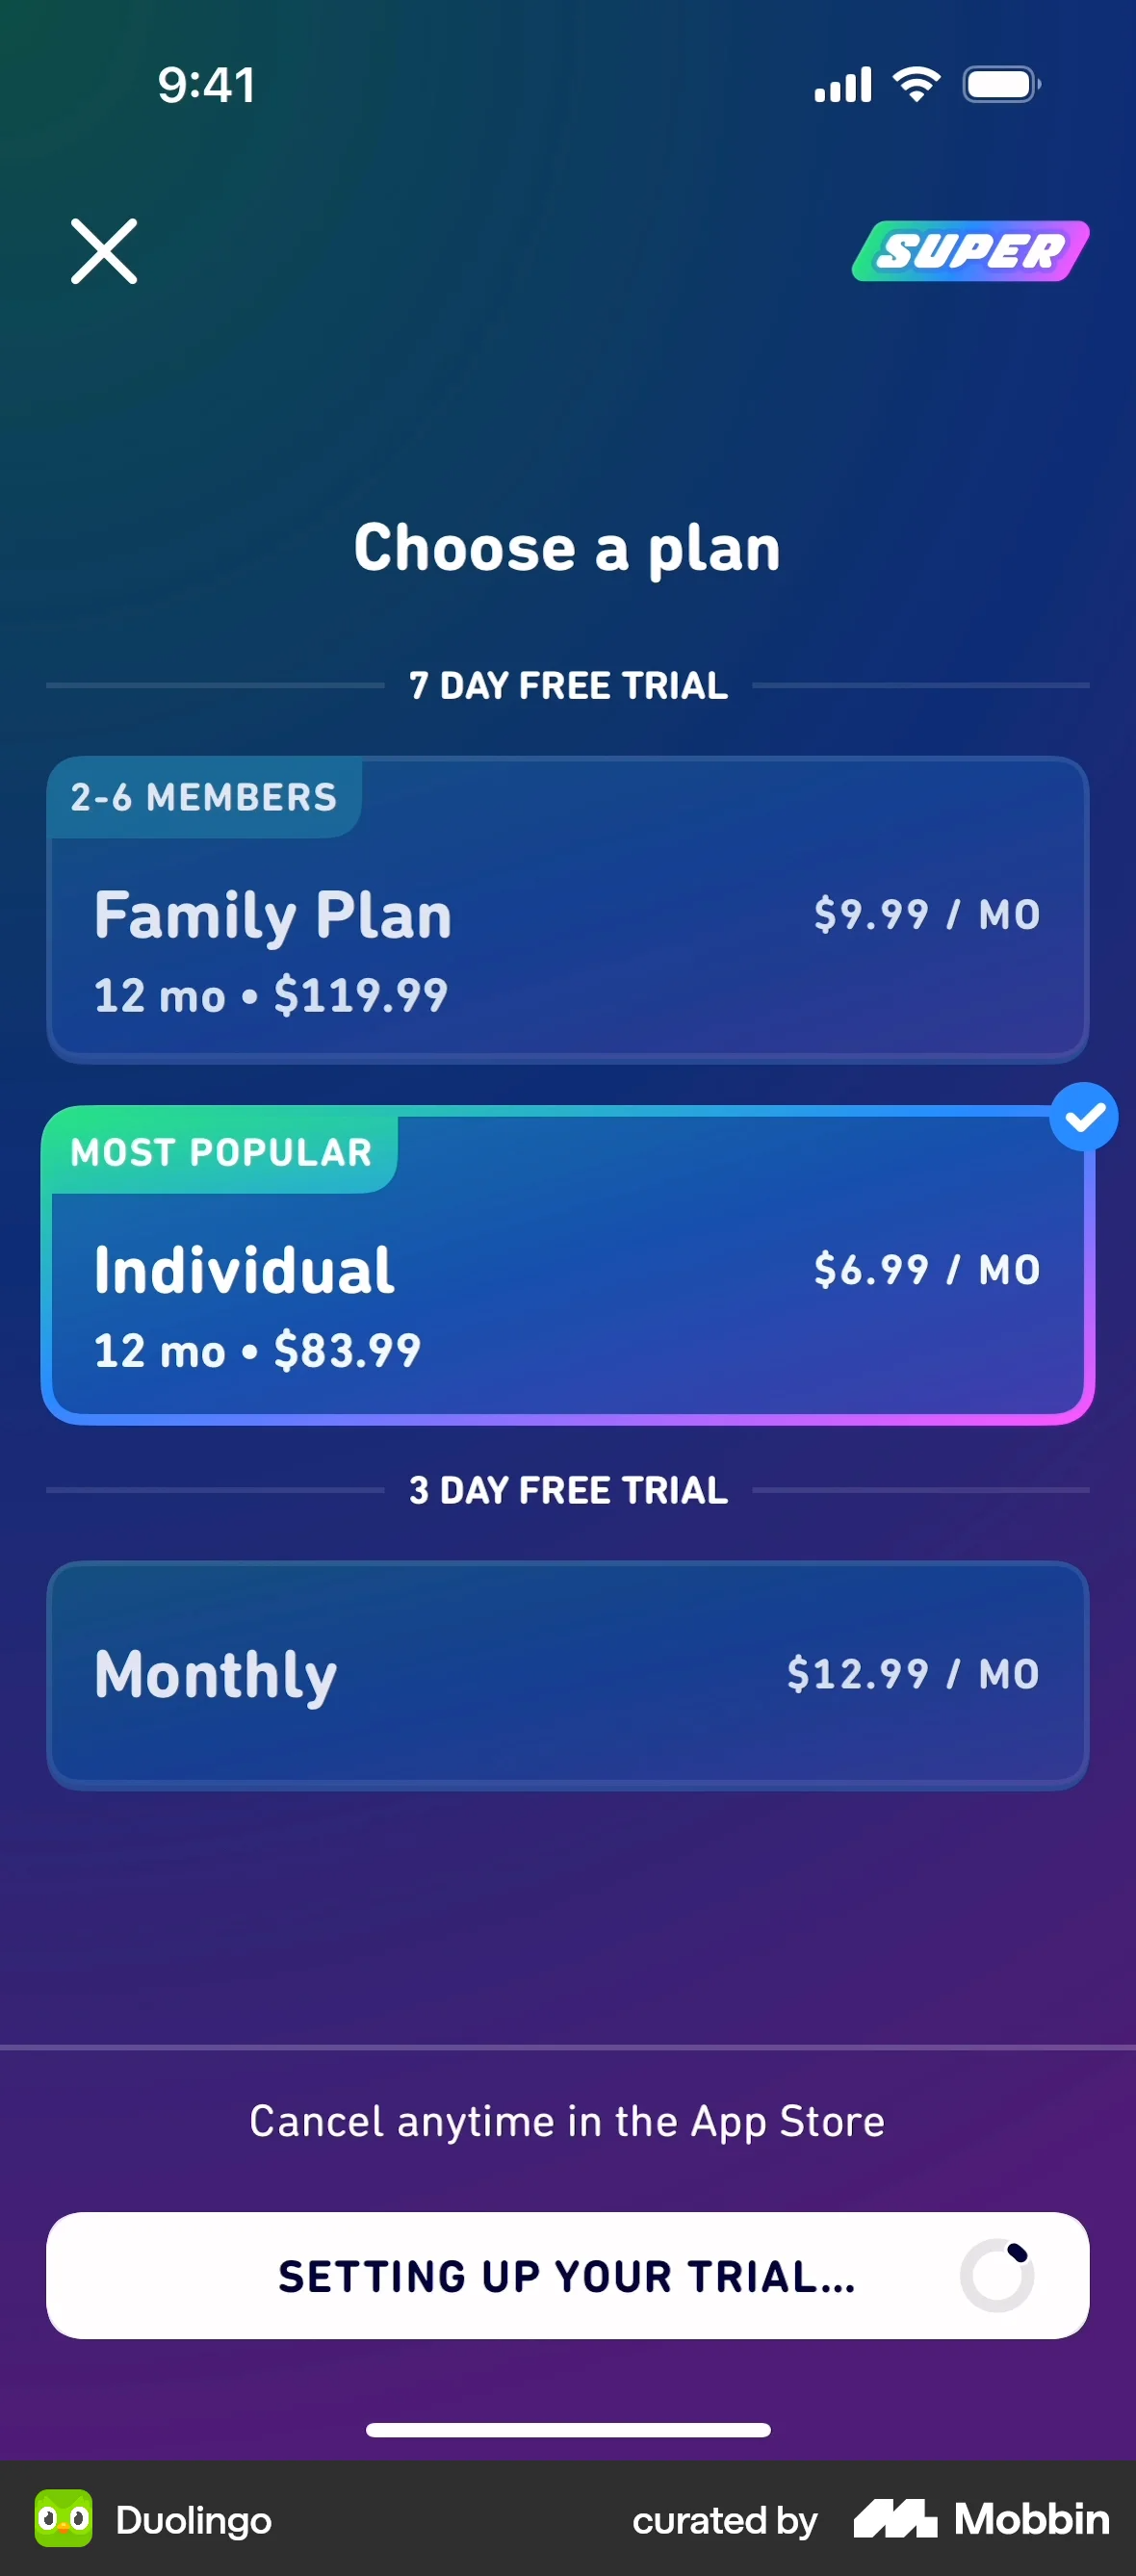 9:41
SUPER
Choose a plan
7 DAY FREE TRIAL
2-6 MEMBERS
Family Plan
$9.99 / MO
12 mo • $119.99
MOST POPULAR
Individual
$6.99 / MO
12 mo • $83.99
3 DAY FREE TRIAL
Monthly
$12.99 / MO
Cancel anytime in the App Store
SETTING UP YOUR TRIAL...
Duolingo
curated by Mobbin